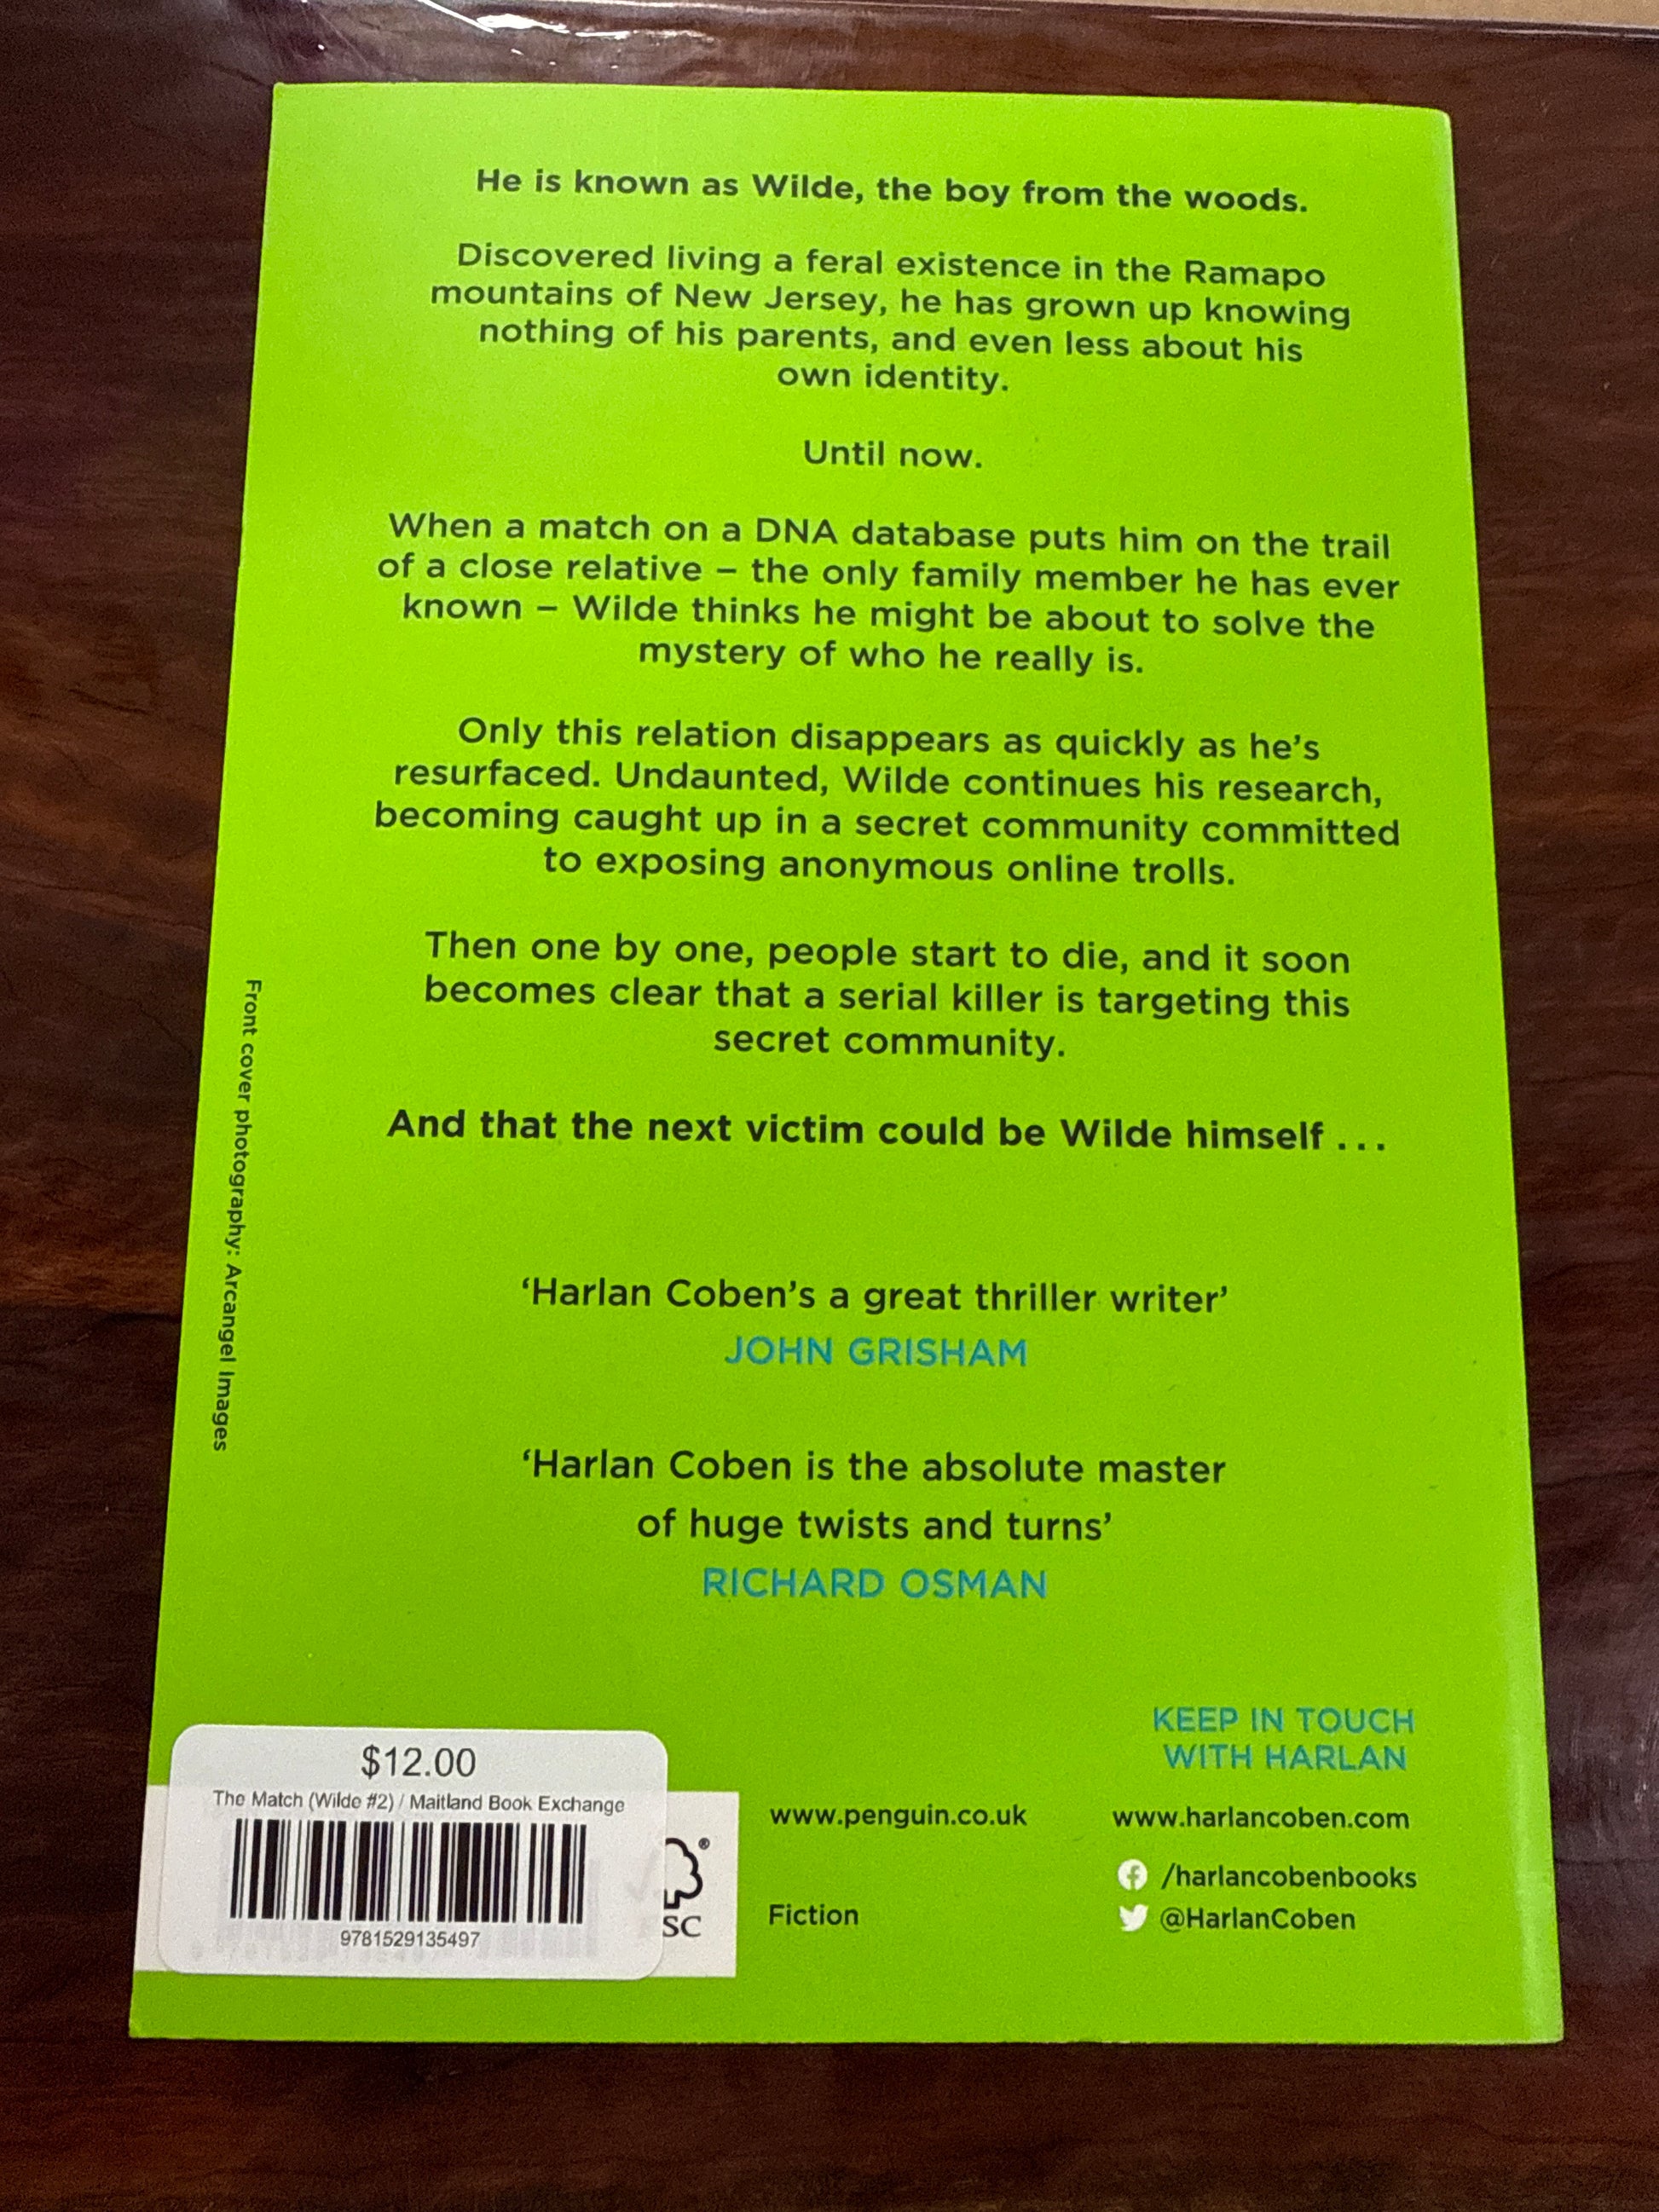 He is known as Wilde, the boy from the woods.
Discovered living a feral existence in the Ramapo
mountains of New Jersey, he has grown up knowing
nothing of his parents, and even less about his
own identity.
Until now.
When a match on a DNA database puts him on the trail
of a close relative – the only family member he has ever
known – Wilde thinks he might be about to solve the
mystery of who he really is.
Only this relation disappears as quickly as he’s
resurfaced. Undaunted, Wilde continues his research,
becoming caught up in a secret community committed
to exposing anonymous online trolls.
Then one by one, people start to die, and it soon
becomes clear that a serial killer is targeting this
secret community.
And that the next victim could be Wilde himself . . .
‘Harlan Coben’s a great thriller writer’
JOHN GRISHAM
‘Harlan Coben is the absolute master
of huge twists and turns’
RICHARD OSMAN
Front cover photography: Arcangel Images
$12.00
The Match (Wilde #2) / Maitland Book Exchange
9781529135497
®
SC
www.penguin.co.uk
Fiction
KEEP IN TOUCH
WITH HARLAN
www.harlancoben.com
/harlancobenbooks
@HarlanCoben